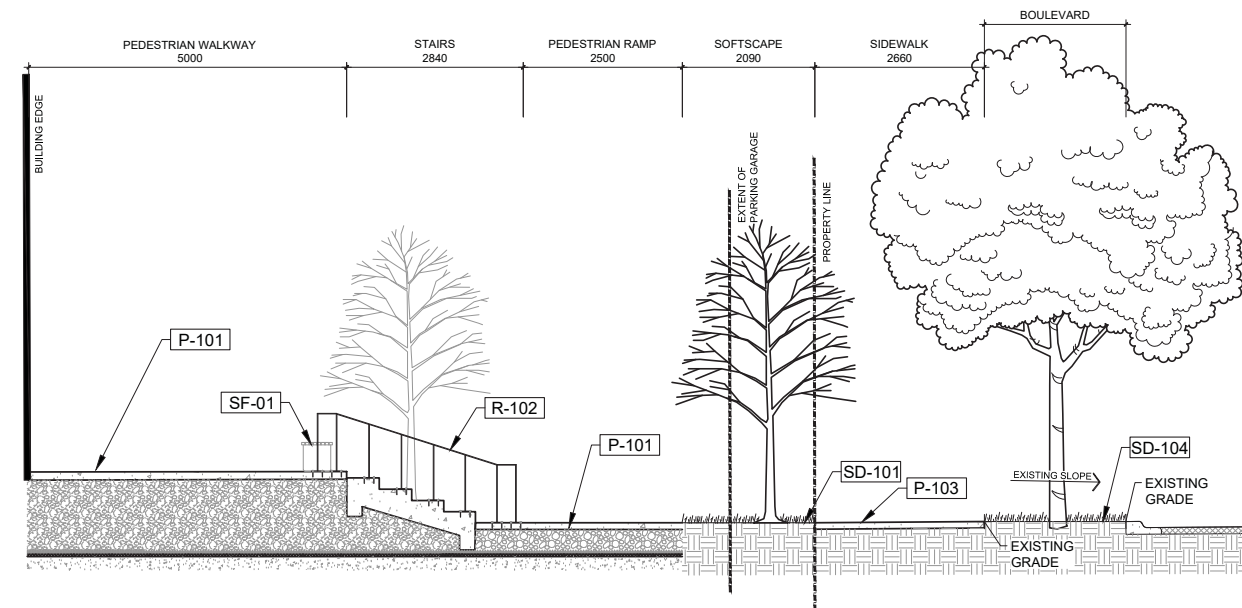 BOULEVARD
PEDESTRIAN WALKWAY
5000
STAIRS
2840
PEDESTRIAN RAMP
2500
SOFTSCAPE
2090
SIDEWALK
2660
BUILDING EDGE
EXTENT OF
PARKING GARAGE
PROPERTY LINE
P-101
SF-01
R-102
P-101
SD-101
P-103
EXISTING SLOPE
SD-104
EXISTING
GRADE
EXISTING
GRADE